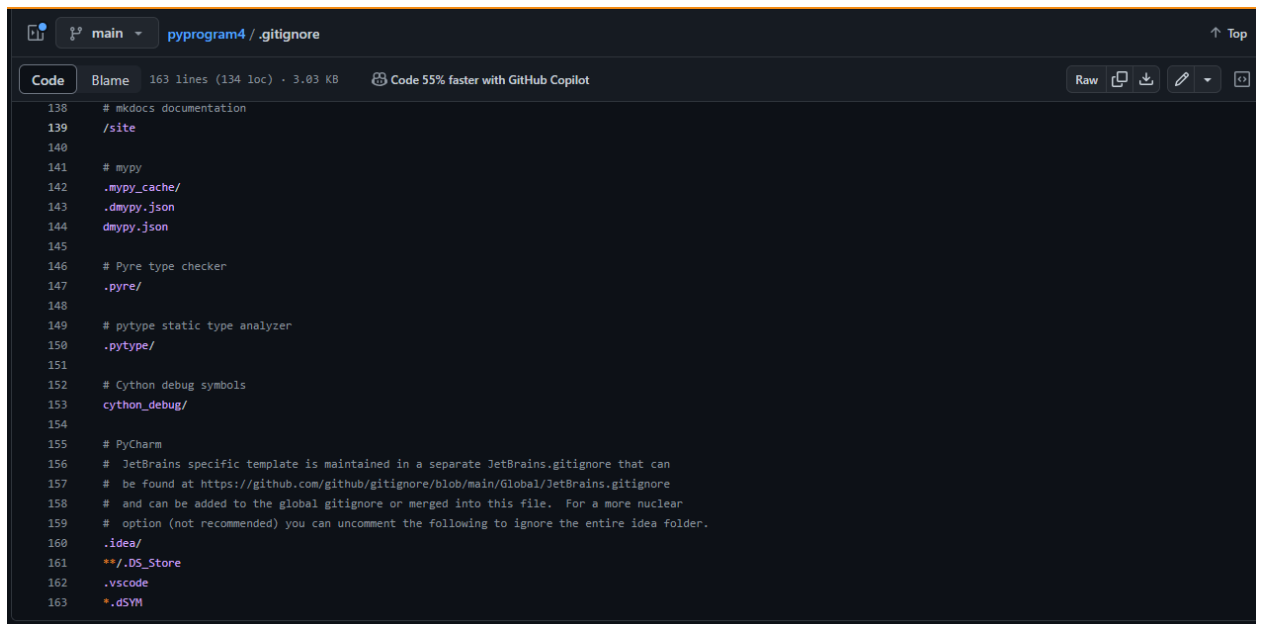 main pyprogram4 / .gitignore Top
Code Blame 163 lines (134 loc) · 3.03 KB Code 55% faster with GitHub Copilot Raw
138 # mkdocs documentation
139 /site
140
141 # mypy
142 .mypy_cache/
143 .dmypy.json
144 dmypy.json
145
146 # Pyre type checker
147 .pyre/
148
149 # pytype static type analyzer
150 .pytype/
151
152 # Cython debug symbols
153 cython_debug/
154
155 # PyCharm
156 #  JetBrains specific template is maintained in a separate JetBrains.gitignore that can
157 #  be found at https://github.com/github/gitignore/blob/main/Global/JetBrains.gitignore
158 #  and can be added to the global gitignore or merged into this file.  For a more nuclear
159 #  option (not recommended) you can uncomment the following to ignore the entire idea folder.
160 .idea/
161 **/.DS_Store
162 .vscode
163 *.dSYM